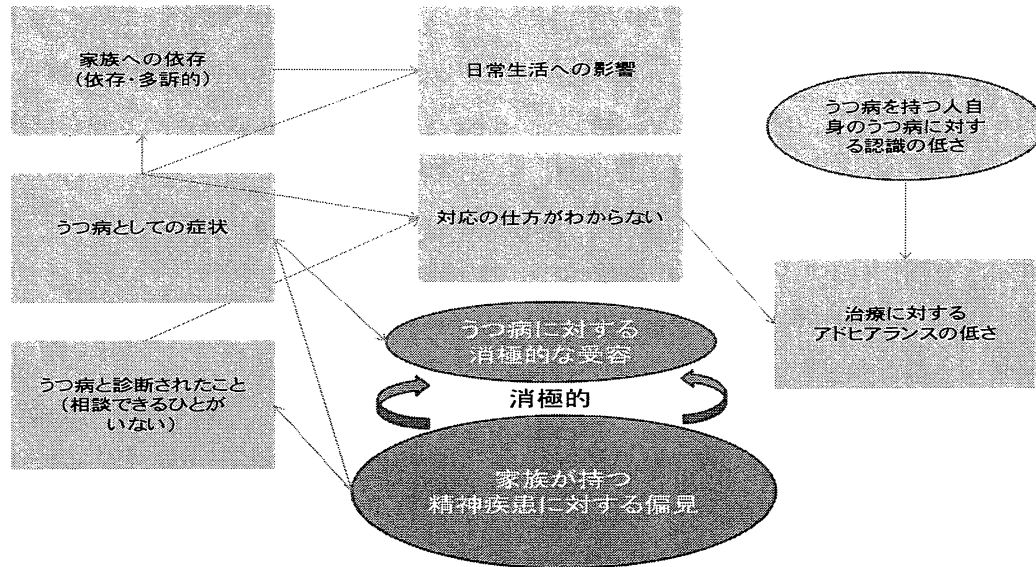 家族への依存
(依存・多訴的)
日常生活への影響
うつ病を持つ人自
身のうつ病に対す
る認識の低さ
うつ病としての症状
対応の仕方がわからない
治療に対する
アドヒアランスの低さ
うつ病に対する
消極的な受容
うつ病と診断されたこと
(相談できるひとが
いない)
消極的
家族が持つ
精神疾患に対する偏見